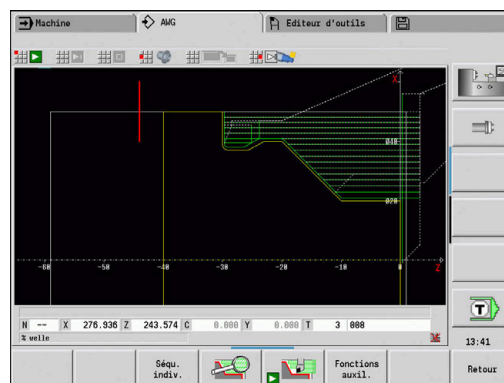 Machine
AWG
Editeur d'outils
X
Ø40
Ø20
-60 -50 -40 -30 -20 -10 0 Z
N -- X 276.936 Z 243.574 C 0.000 Y 0.000 T 3 000
% welle
T
13:41
Séqu. indiv.
Fonctions auxil.
Retour